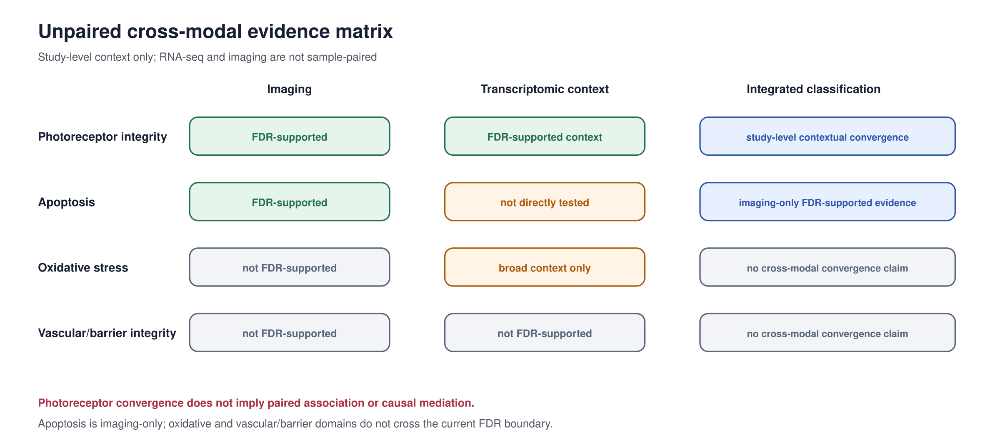 Unpaired cross-modal evidence matrix
Study-level context only; RNA-seq and imaging are not sample-paired
Imaging Transcriptomic context Integrated classification
Photoreceptor integrity FDR-supported FDR-supported context study-level contextual convergence
Apoptosis FDR-supported not directly tested imaging-only FDR-supported evidence
Oxidative stress not FDR-supported broad context only no cross-modal convergence claim
Vascular/barrier integrity not FDR-supported not FDR-supported no cross-modal convergence claim
Photoreceptor convergence does not imply paired association or causal mediation.
Apoptosis is imaging-only; oxidative and vascular/barrier domains do not cross the current FDR boundary.